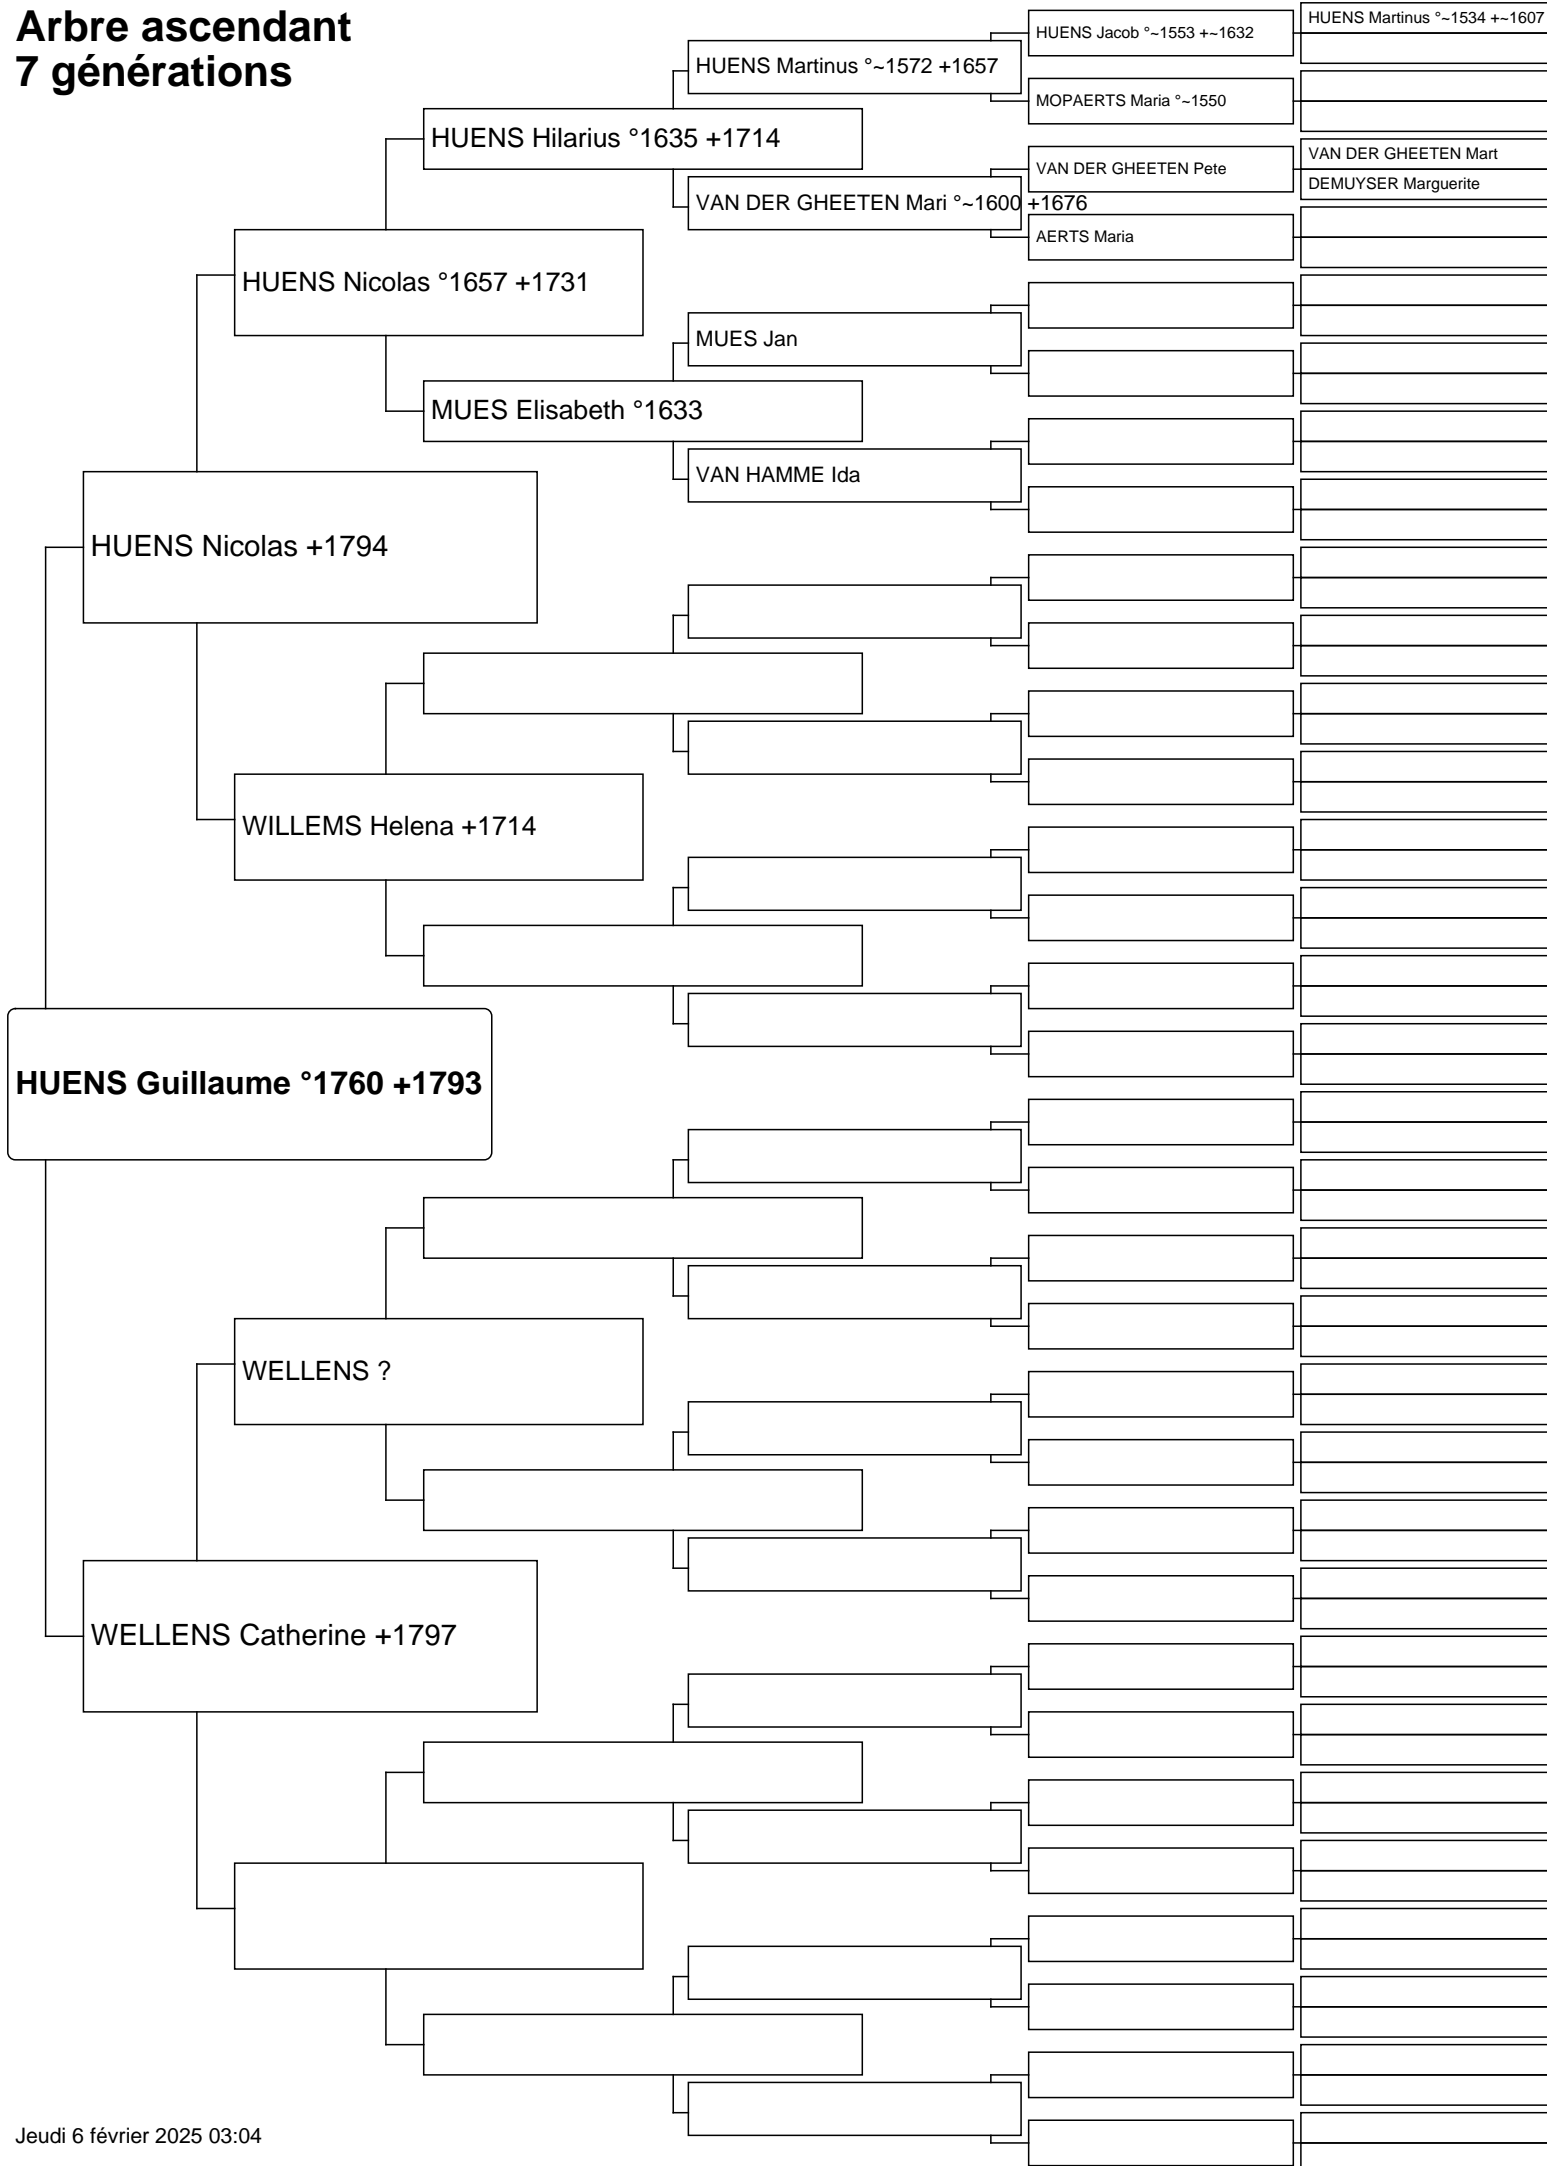 Arbre ascendant
7 générations
HUENS Martinus °~1534 +~1607
HUENS Jacob °~1553 +~1632
HUENS Martinus °~1572 +1657
MOPAERTS Maria °~1550
HUENS Hilarius °1635 +1714
VAN DER GHEETEN Mart
VAN DER GHEETEN Pete
DEMUYSER Marguerite
VAN DER GHEETEN Mari °~1600 +1676
AERTS Maria
HUENS Nicolas °1657 +1731
MUES Jan
MUES Elisabeth °1633
VAN HAMME Ida
HUENS Nicolas +1794
WILLEMS Helena +1714
HUENS Guillaume °1760 +1793
WELLENS ?
WELLENS Catherine +1797
Jeudi 6 février 2025 03:04